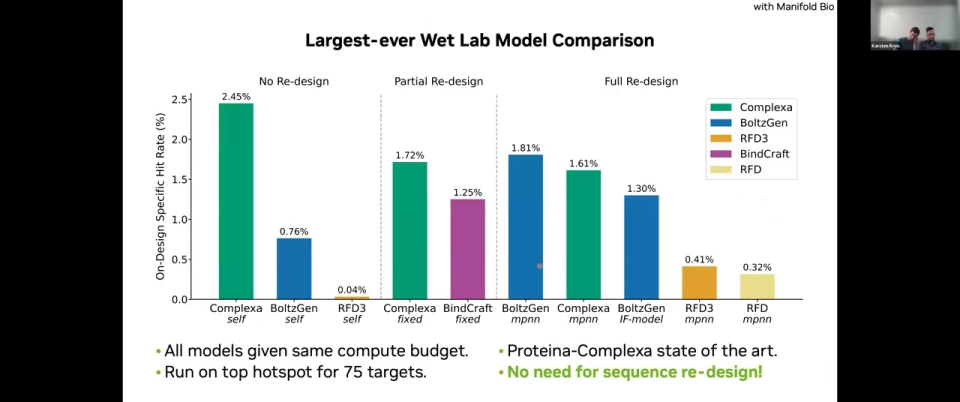 with Manifold Bio
Karsten Kreis
Largest-ever Wet Lab Model Comparison
No Re-design
Partial Re-design
Full Re-design
On-Design Specific Hit Rate (%)
2.5
2.0
1.5
1.0
0.5
0.0
2.45%
0.76%
0.04%
1.72%
1.25%
1.81%
1.61%
1.30%
0.41%
0.32%
Complexa
BoltzGen
RFD3
BindCraft
RFD
Complexa self
BoltzGen self
RFD3 self
Complexa fixed
BindCraft fixed
BoltzGen mpnn
Complexa mpnn
BoltzGen IF-model
RFD3 mpnn
RFD mpnn
• All models given same compute budget.
• Run on top hotspot for 75 targets.
• Proteina-Complexa state of the art.
• No need for sequence re-design!